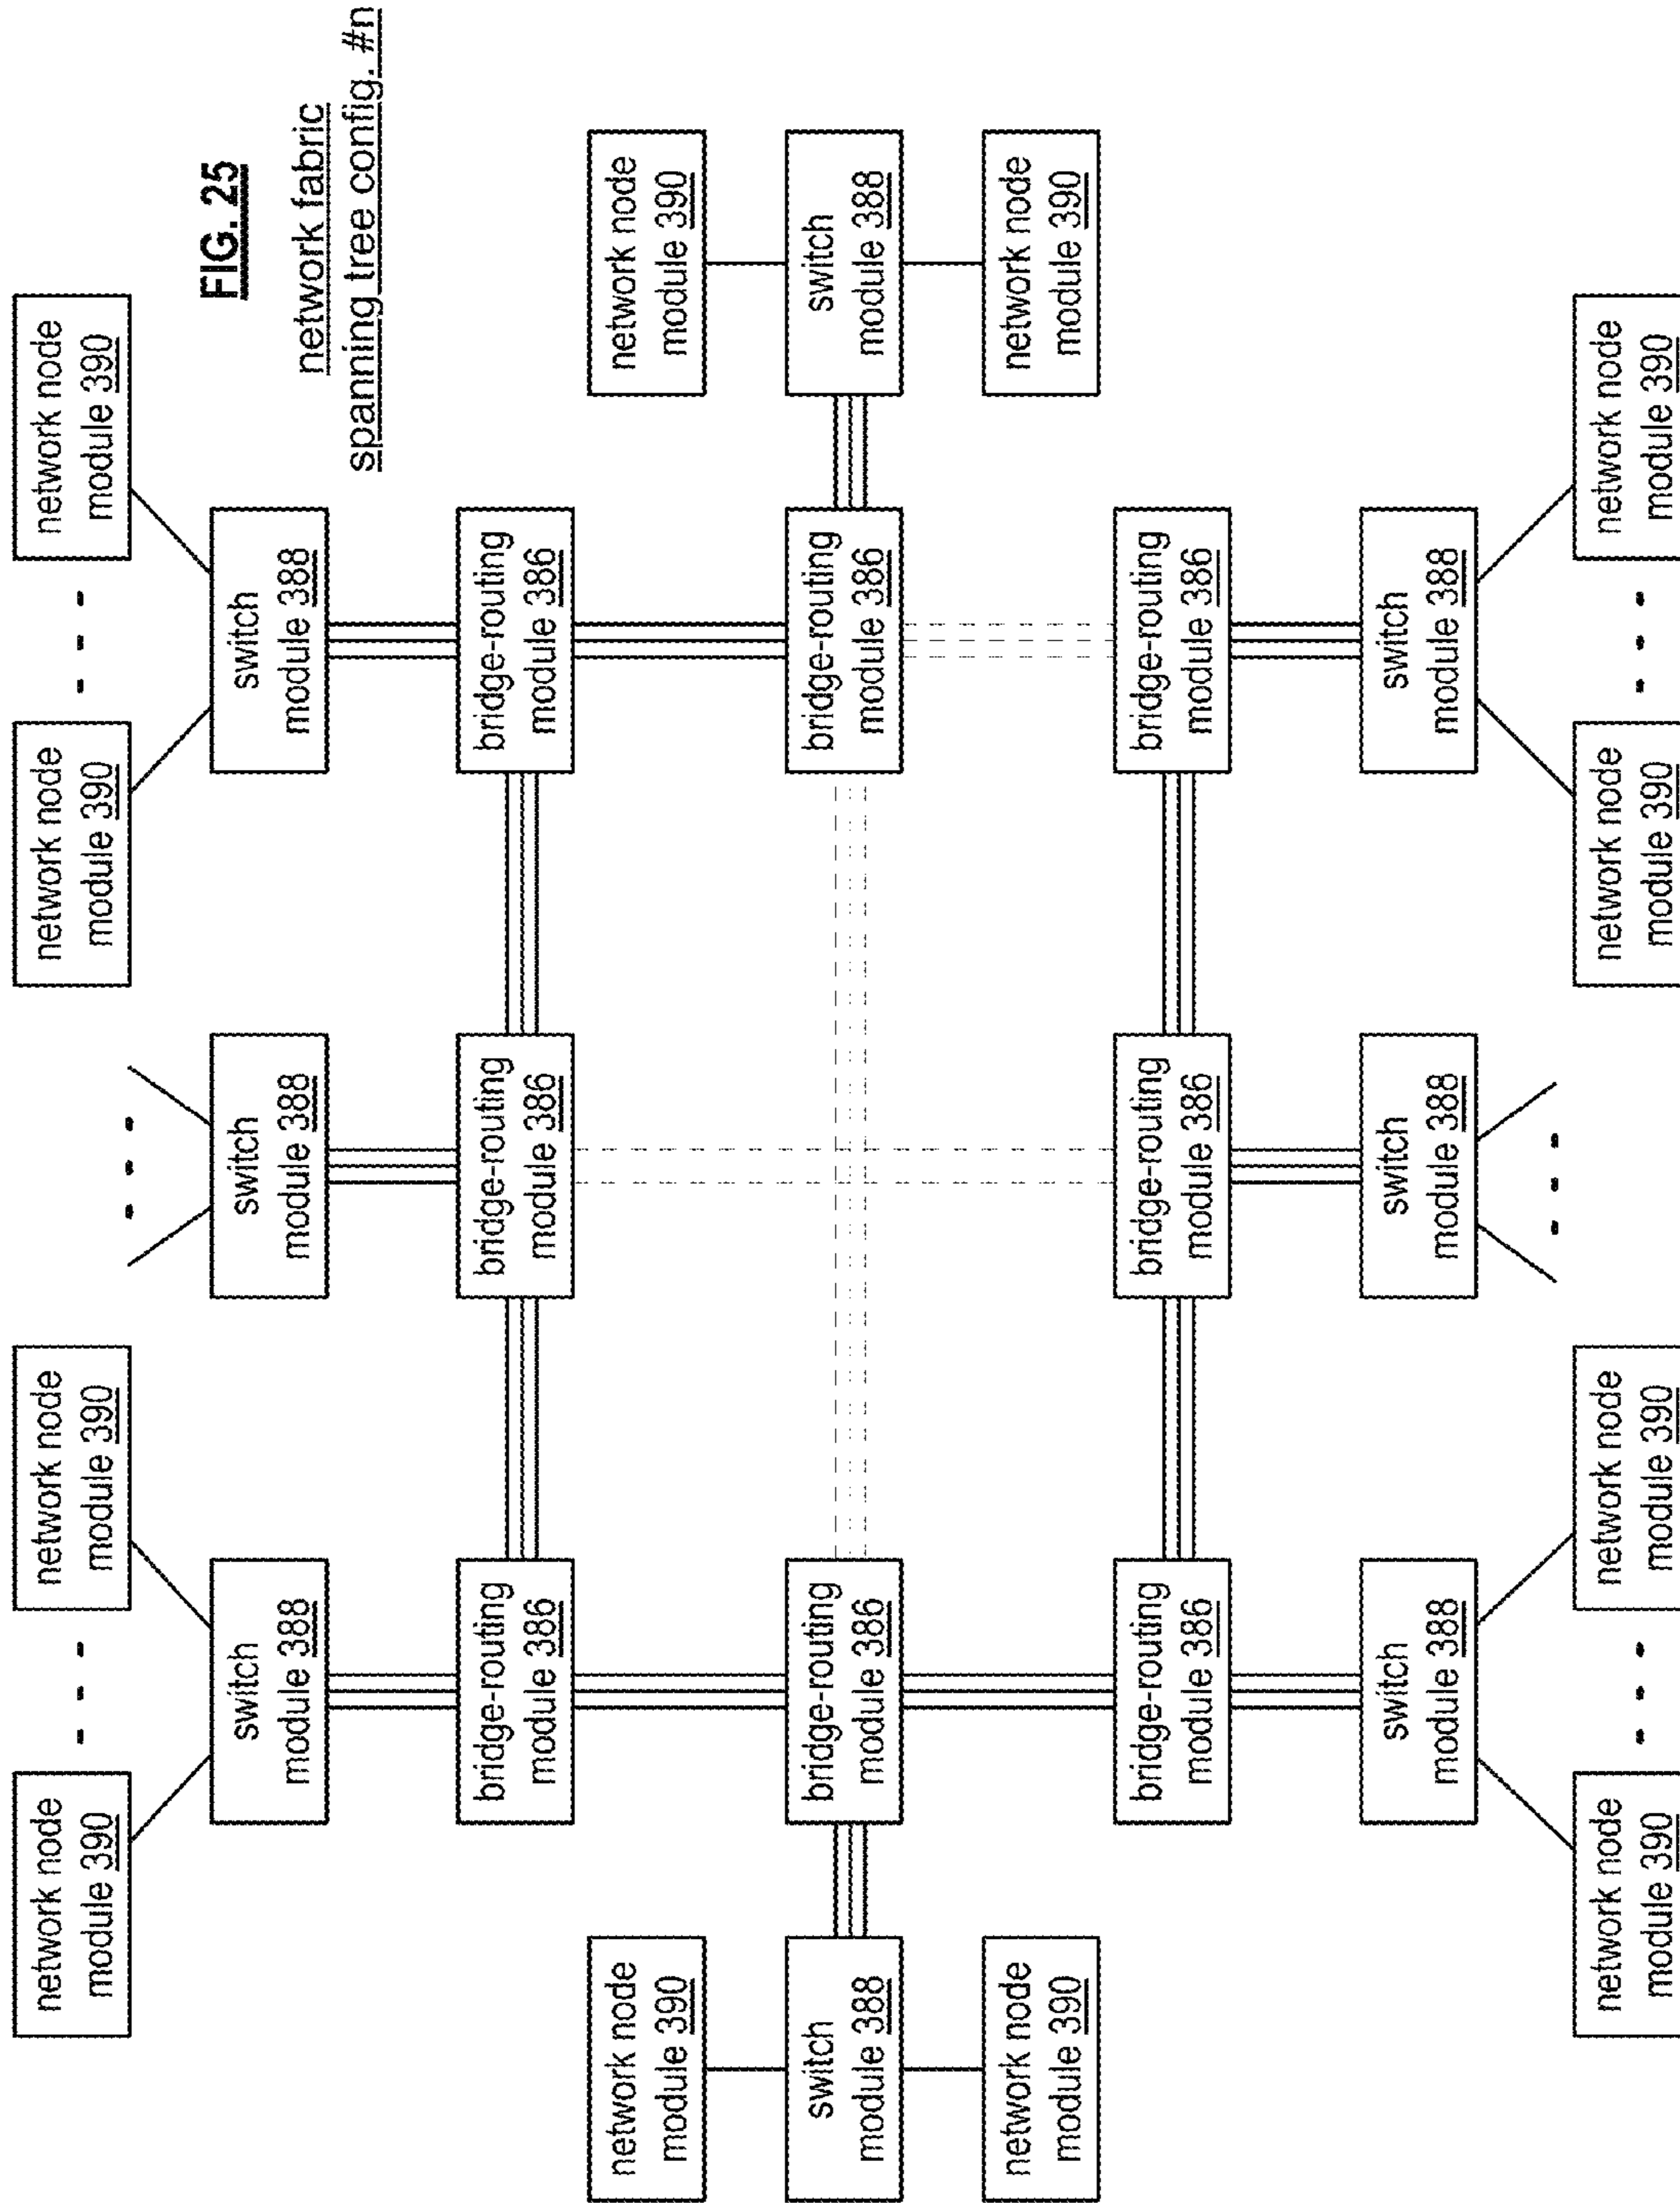 network node
module 390
network node
module 390
network node
module 390
network node
module 390
FIG. 25
network fabric
spanning tree config. #n
switch
module 388
switch
module 388
switch
module 388
bridge-routing
module 386
bridge-routing
module 386
bridge-routing
module 386
network node
module 390
network node
module 390
switch
module 388
bridge-routing
module 386
bridge-routing
module 386
switch
module 388
network node
module 390
network node
module 390
bridge-routing
module 386
bridge-routing
module 386
bridge-routing
module 386
switch
module 388
switch
module 388
switch
module 388
network node
module 390
network node
module 390
network node
module 390
network node
module 390